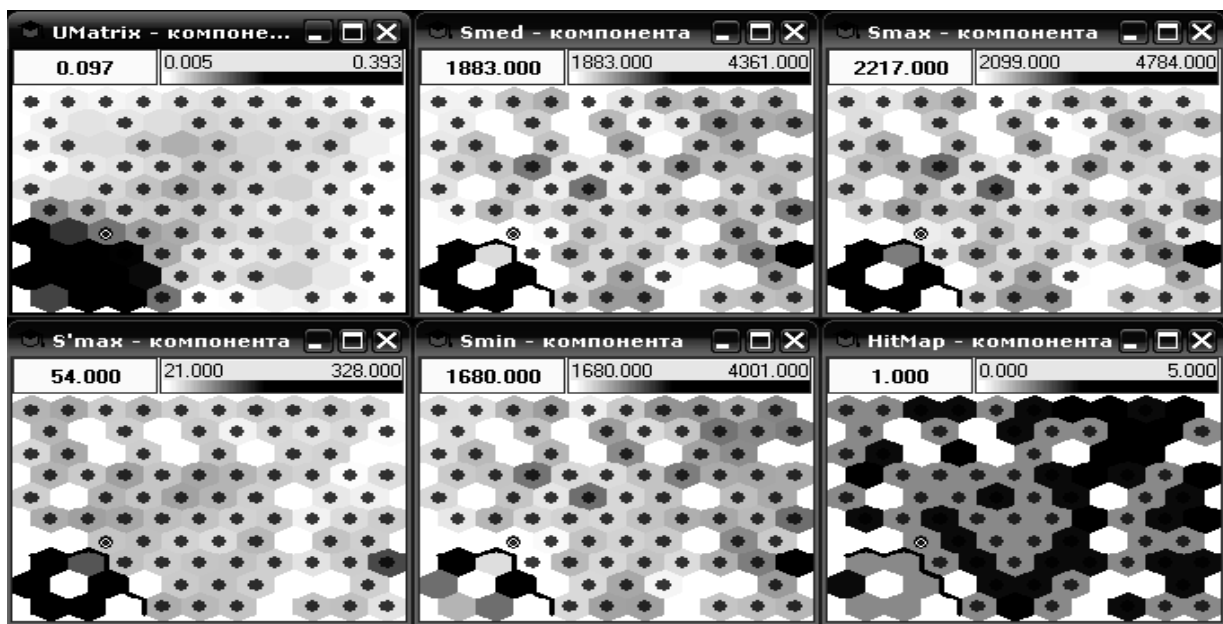 UMatrix - компоне...
0.097 0.005 0.393
Smed - компонента
1883.000 1883.000 4361.000
Smax - компонента
2217.000 2099.000 4784.000
S'max - компонента
54.000 21.000 328.000
Smin - компонента
1680.000 1680.000 4001.000
HitMap - компонента
1.000 0.000 5.000